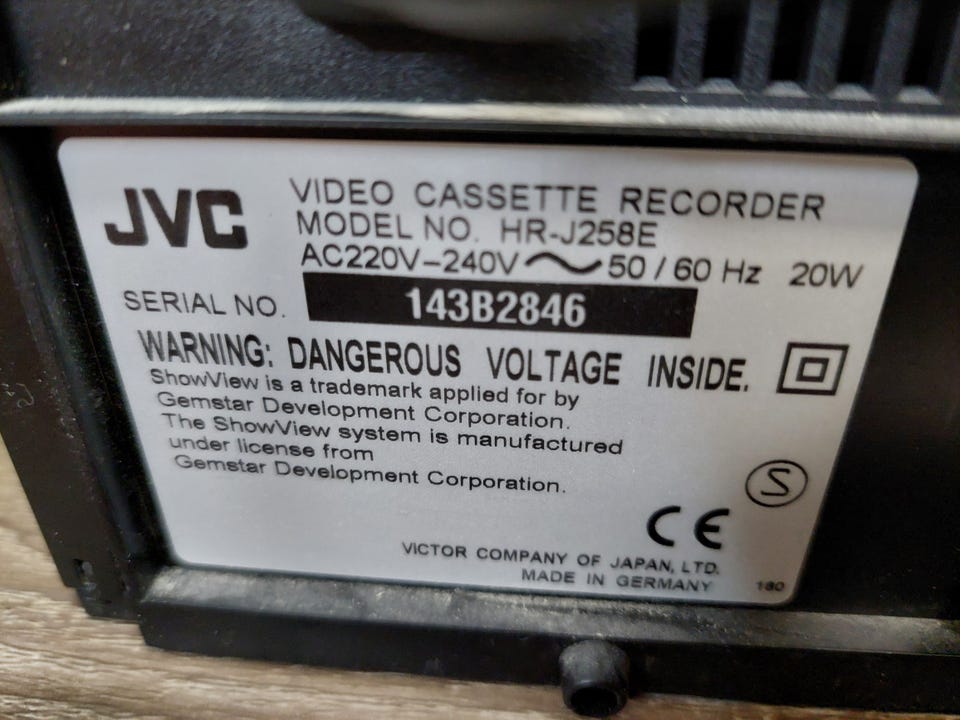 JVC
VIDEO CASSETTE RECORDER
MODEL NO. HR-J258E
AC220V–240V 50/60 Hz 20W
SERIAL NO. 143B2846
WARNING: DANGEROUS VOLTAGE INSIDE.
ShowView is a trademark applied for by
Gemstar Development Corporation.
The ShowView system is manufactured
under license from
Gemstar Development Corporation.
S
CE
VICTOR COMPANY OF JAPAN, LTD.
MADE IN GERMANY 180